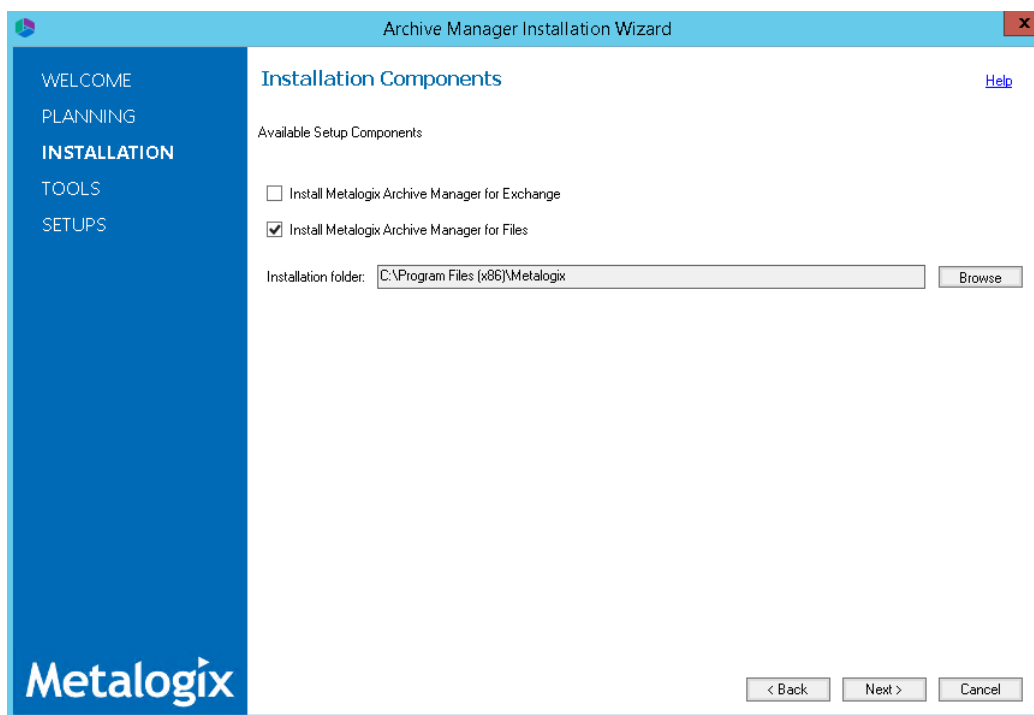 Archive Manager Installation Wizard
x
WELCOME
PLANNING
INSTALLATION
TOOLS
SETUPS
Installation Components
Help
Available Setup Components
Install Metalogix Archive Manager for Exchange
Install Metalogix Archive Manager for Files
Installation folder: C:\Program Files (x86)\Metalogix Browse
Metalogix
< Back Next > Cancel